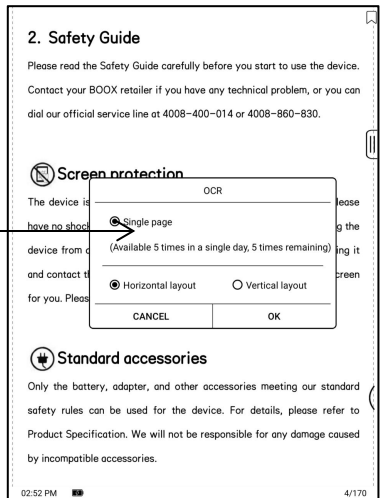 2. Safety Guide
Please read the Safety Guide carefully before you start to use the device.
Contact your BOOX retailer if you have any technical problem, or you can
dial our official service line at 4008-400-014 or 4008-860-830.
Screen protection
The device is
lease
have no shock
g the
device from
ing it
and contact t
creen
for you. Pleas
OCR
Single page
(Available 5 times in a single day, 5 times remaining)
Horizontal layout
Vertical layout
CANCEL
OK
Standard accessories
Only the battery, adapter, and other accessories meeting our standard
safety rules can be used for the device. For details, please refer to
Product Specification. We will not be responsible for any damage caused
by incompatible accessories.
02:52 PM
4/170